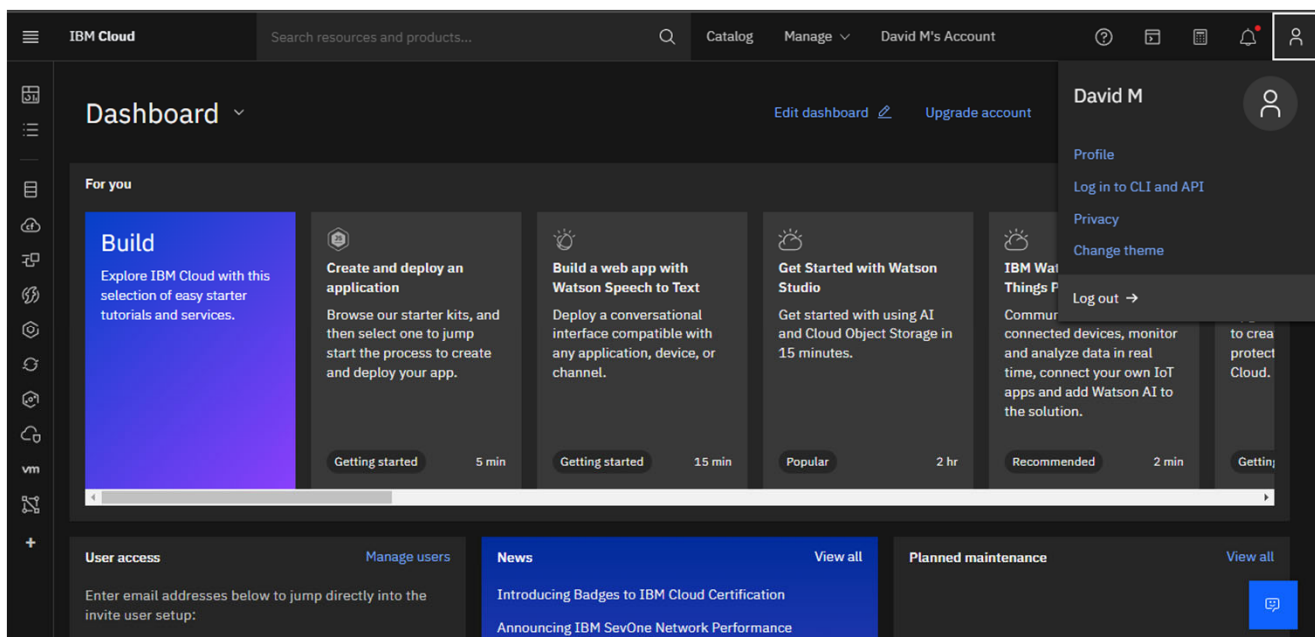 IBM Cloud
Search resources and products...
Catalog
Manage
David M's Account
David M
Profile
Log in to CLI and API
Privacy
Change theme
Log out →
Dashboard
Edit dashboard
Upgrade account
For you
Build
Explore IBM Cloud with this
selection of easy starter
tutorials and services.
Create and deploy an
application
Browse our starter kits, and
then select one to jump
start the process to create
and deploy your app.
Getting started
5 min
Build a web app with
Watson Speech to Text
Deploy a conversational
interface compatible with
any application, device, or
channel.
Getting started
15 min
Get Started with Watson
Studio
Get started with using AI
and Cloud Object Storage in
15 minutes.
Popular
2 hr
IBM Wat
Things P
Commun
connected devices, monitor
and analyze data in real
time, connect your own IoT
apps and add Watson AI to
the solution.
Recommended
2 min
to crea
protect
Cloud.
Getting
vm
User access
Manage users
Enter email addresses below to jump directly into the
invite user setup:
News
View all
Introducing Badges to IBM Cloud Certification
Announcing IBM SevOne Network Performance
Planned maintenance
View all